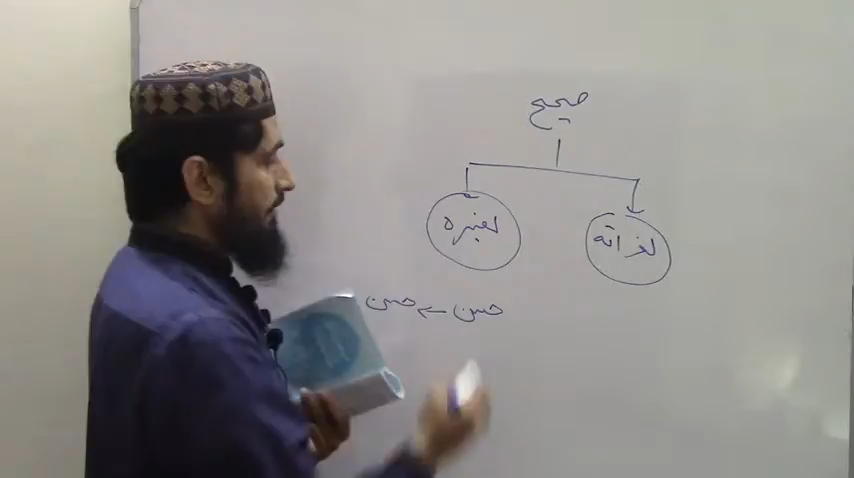 صحیح
لذاتہ لغیرہ
حسن ← حسن